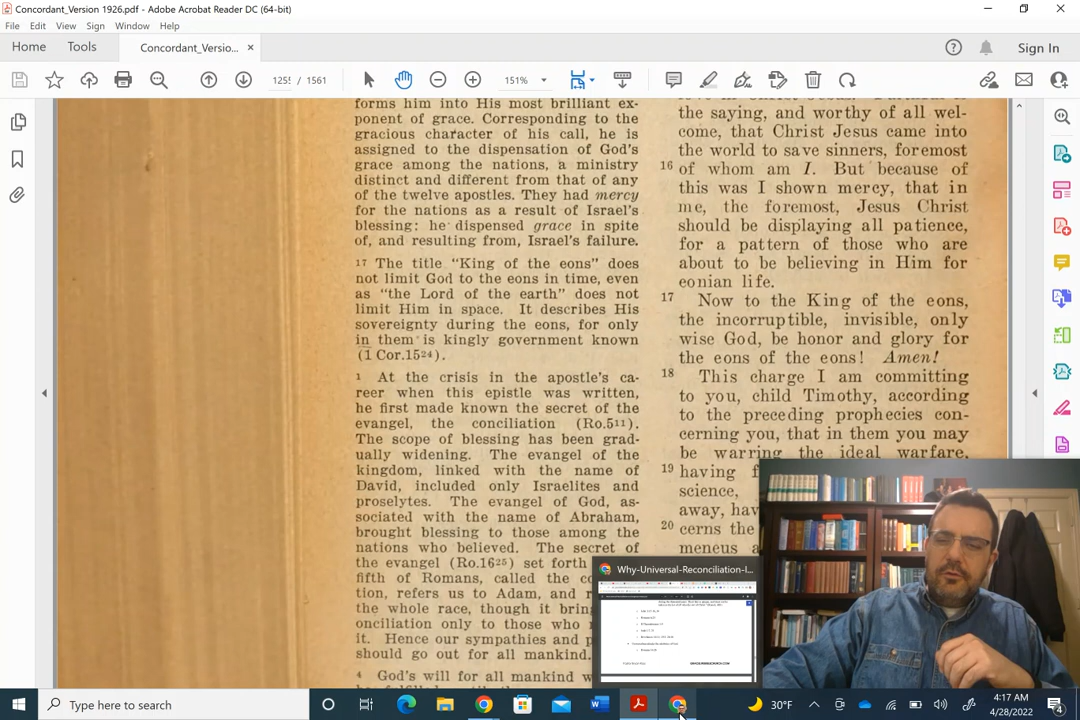 Concordant_Version 1926.pdf - Adobe Acrobat Reader DC (64-bit)
File Edit View Sign Window Help
Home Tools Concordant_Versio... × Sign In
1255 / 1561 151%
forms him into His most brilliant ex-
ponent of grace. Corresponding to the
gracious character of his call, he is
assigned to the dispensation of God's
grace among the nations, a ministry
distinct and different from that of any
of the twelve apostles. They had mercy
for the nations as a result of Israel's
blessing: he dispensed grace in spite
of, and resulting from, Israel's failure.
17 The title "King of the eons" does
not limit God to the eons in time, even
as "the Lord of the earth" does not
limit Him in space. It describes His
sovereignty during the eons, for only
in them is kingly government known
(1 Cor.15²⁴).
1 At the crisis in the apostle's ca-
reer when this epistle was written,
he first made known the secret of the
evangel, the conciliation (Ro.5¹¹).
The scope of blessing has been grad-
ually widening. The evangel of the
kingdom, linked with the name of
David, included only Israelites and
proselytes. The evangel of God, as-
sociated with the name of Abraham,
brought blessing to those among the
nations who believed. The secret of
the evangel (Ro.16²⁵) set forth
fifth of Romans, called the co
tion, refers us to Adam, and r
the whole race, though it brin
onciliation only to those who
it. Hence our sympathies and p
should go out for all mankind.
4 God's will for all mankind w
the saying, and worthy of all wel-
come, that Christ Jesus came into
the world to save sinners, foremost
16 of whom am I. But because of
this was I shown mercy, that in
me, the foremost, Jesus Christ
should be displaying all patience,
for a pattern of those who are
about to be believing in Him for
eonian life.
17 Now to the King of the eons,
the incorruptible, invisible, only
wise God, be honor and glory for
the eons of the eons! Amen!
18 This charge I am committing
to you, child Timothy, according
to the preceding prophecies con-
cerning you, that in them you may
be warring the ideal warfare,
19 having f
science,
away, hav
20 cerns the
meneus a
Why-Universal-Reconciliation-I...
Type here to search
30°F
4:17 AM
4/28/2022
4